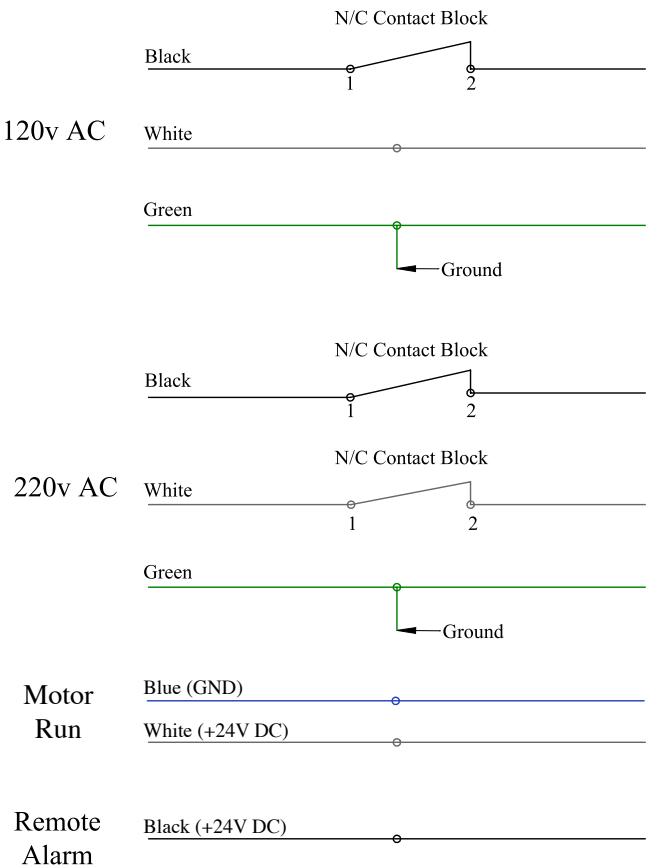 N/C Contact Block
Black
1 2
120v AC
White
Green
Ground
N/C Contact Block
Black
1 2
N/C Contact Block
220v AC
White
1 2
Green
Ground
Motor
Run
Blue (GND)
White (+24V DC)
Remote
Alarm
Black (+24V DC)